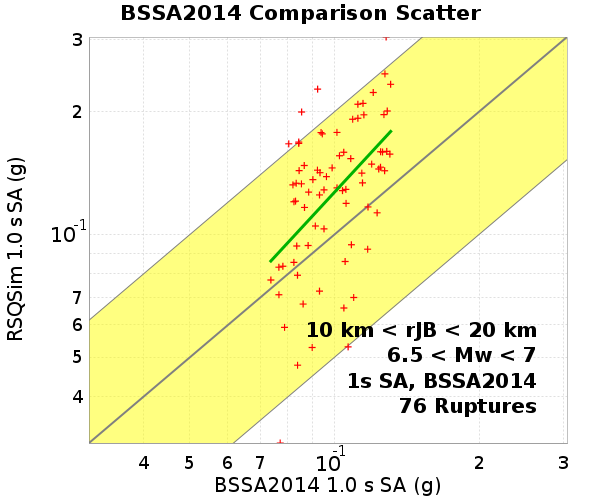 BSSA2014 Comparison Scatter
RSQSim 1.0 s SA (g)
3
2
10-1
7
6
5
4
10 km < rJB < 20 km
6.5 < Mw < 7
1s SA, BSSA2014
76 Ruptures
4 5 6 7 10-1 2 3
BSSA2014 1.0 s SA (g)